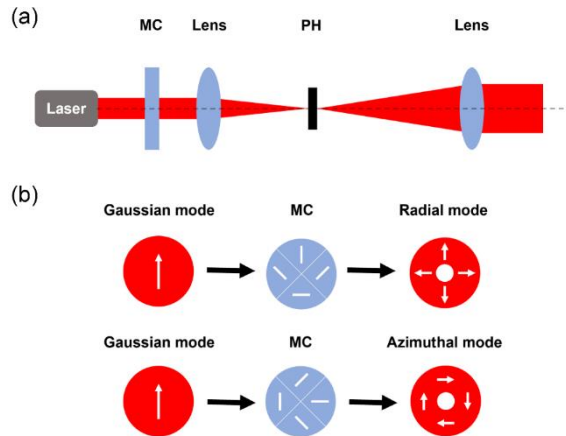 (a)
MC Lens PH Lens
Laser
(b)
Gaussian mode MC Radial mode
Gaussian mode MC Azimuthal mode